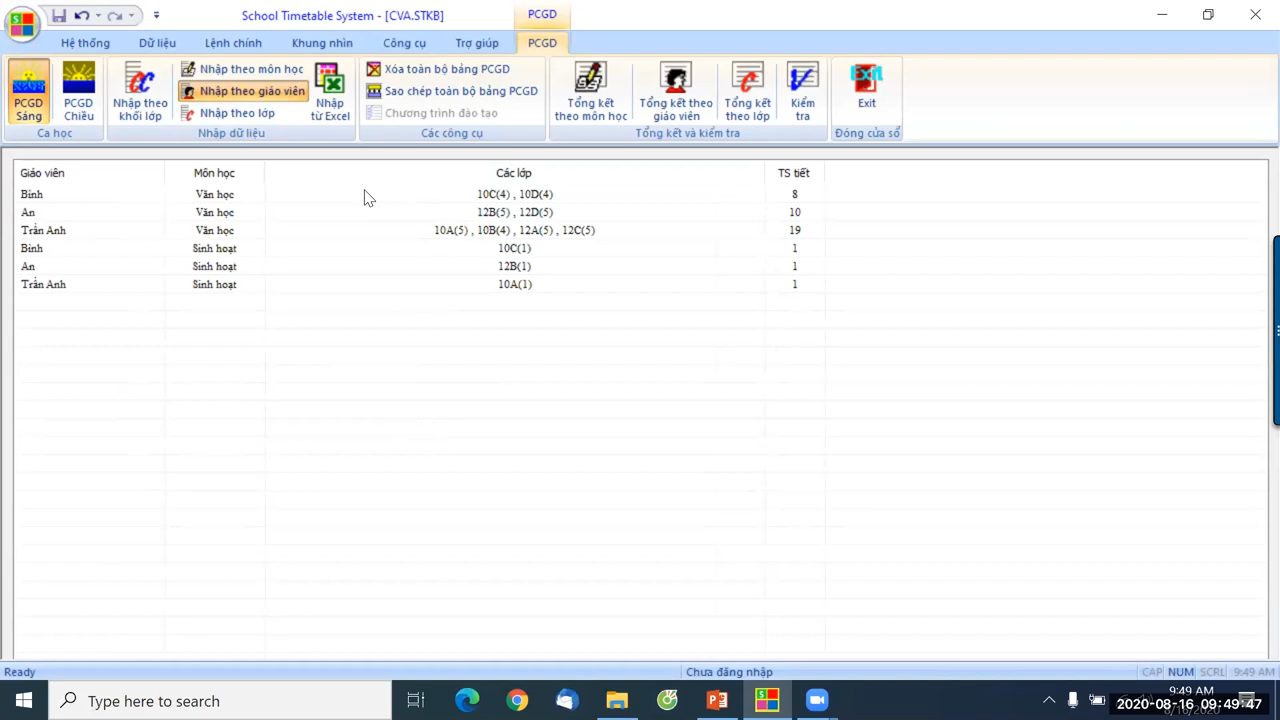 School Timetable System - [CVA.STKB]
PCGD
Hệ thống
Dữ liệu
Lệnh chính
Khung nhìn
Công cụ
Trợ giúp
PCGD
PCGD Sáng
PCGD Chiều
Ca học
Nhập theo khối lớp
Nhập theo môn học
Nhập theo giáo viên
Nhập theo lớp
Nhập từ Excel
Nhập dữ liệu
Xóa toàn bộ bảng PCGD
Sao chép toàn bộ bảng PCGD
Chương trình đào tạo
Các công cụ
Tổng kết theo môn học
Tổng kết theo giáo viên
Tổng kết theo lớp
Kiểm tra
Tổng kết và kiểm tra
Exit
Đóng cửa sổ
Giáo viên Môn học Các lớp TS tiết
Bình Văn học 10C(4) , 10D(4) 8
An Văn học 12B(5) , 12D(5) 10
Trần Anh Văn học 10A(5) , 10B(4) , 12A(5) , 12C(5) 19
Bình Sinh hoạt 10C(1) 1
An Sinh hoạt 12B(1) 1
Trần Anh Sinh hoạt 10A(1) 1
Ready
Chưa đăng nhập
CAP NUM SCRL 9:49 AM
Type here to search
9:49 AM
2020-08-16 09:49:47